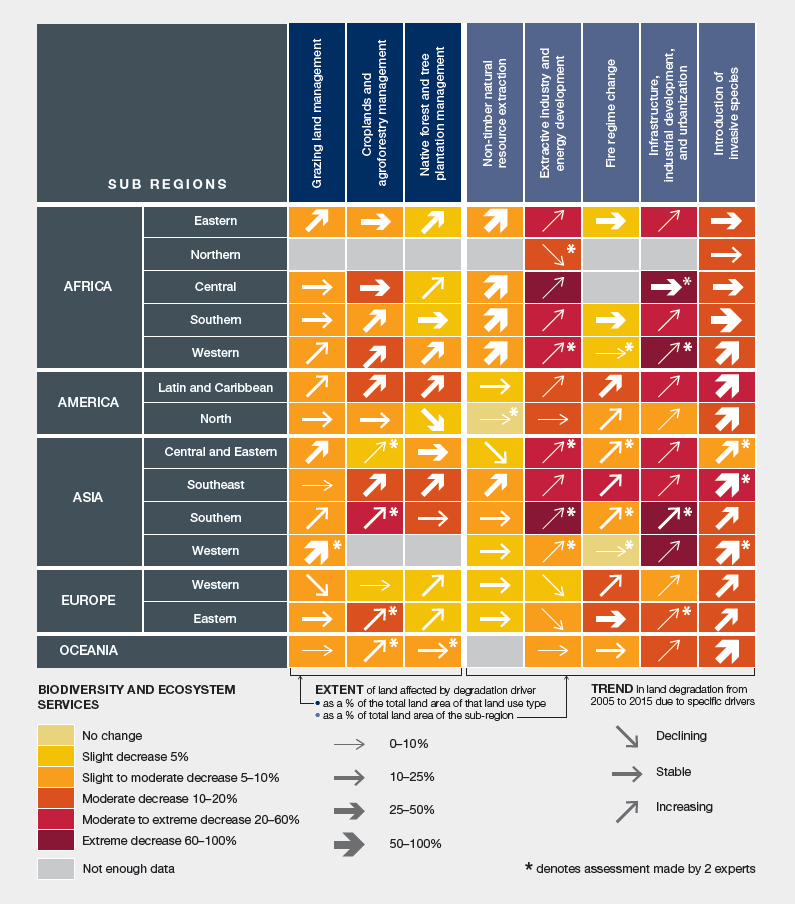 SUB REGIONS
Grazing land management
Croplands and
agroforestry management
Native forest and tree
plantation management
Non-timber natural
resource extraction
Extractive industry and
energy development
Fire regime change
Infrastructure,
industrial development,
and urbanization
Introduction of
invasive species
AFRICA
Eastern
Northern
*
Central
*
Southern
Western
* * *
AMERICA
Latin and Caribbean
North
*
ASIA
Central and Eastern
* * * *
Southeast
*
Southern
* * * *
Western
* * * *
EUROPE
Western
Eastern
* *
OCEANIA
* *
BIODIVERSITY AND ECOSYSTEM
SERVICES
No change
Slight decrease 5%
Slight to moderate decrease 5–10%
Moderate decrease 10–20%
Moderate to extreme decrease 20–60%
Extreme decrease 60–100%
Not enough data
EXTENT of land affected by degradation driver
• as a % of the total land area of that land use type
• as a % of total land area of the sub-region
0–10%
10–25%
25–50%
50–100%
TREND in land degradation from
2005 to 2015 due to specific drivers
Declining
Stable
Increasing
* denotes assessment made by 2 experts